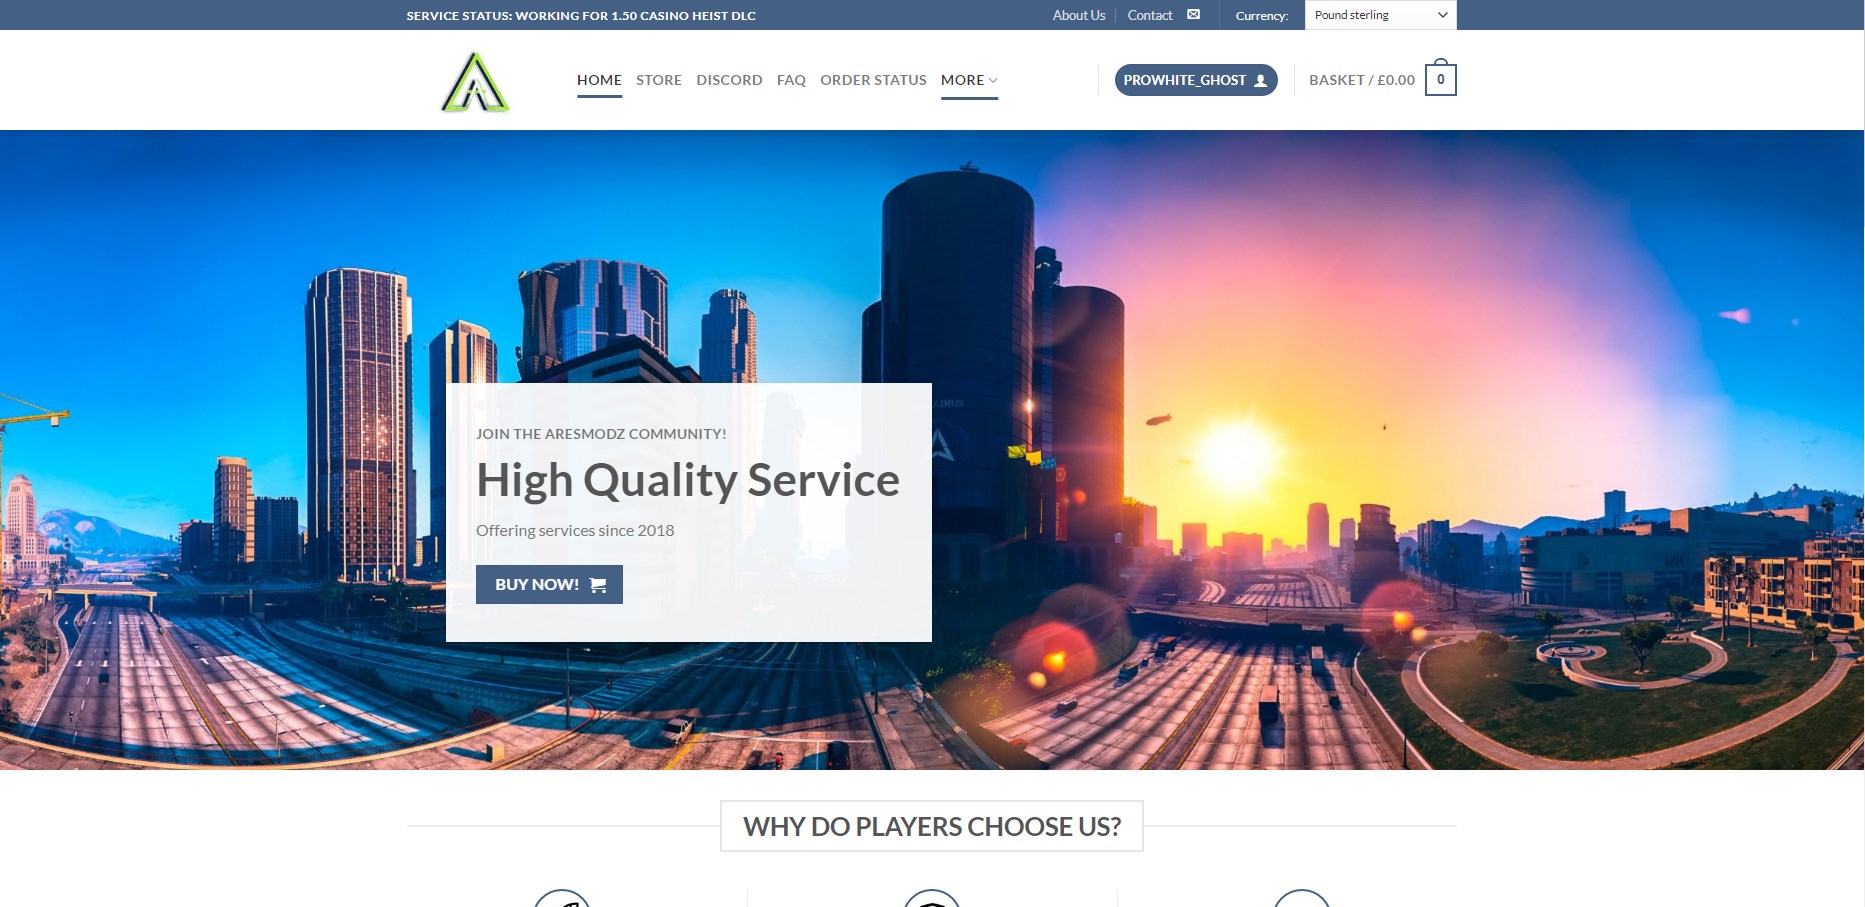 SERVICE STATUS: WORKING FOR 1.50 CASINO HEIST DLC
About Us
Contact
Currency:
Pound sterling
HOME
STORE
DISCORD
FAQ
ORDER STATUS
MORE
PROWHITE_GHOST
BASKET / £0.00
0
JOIN THE ARESMODZ COMMUNITY!
High Quality Service
Offering services since 2018
BUY NOW!
WHY DO PLAYERS CHOOSE US?